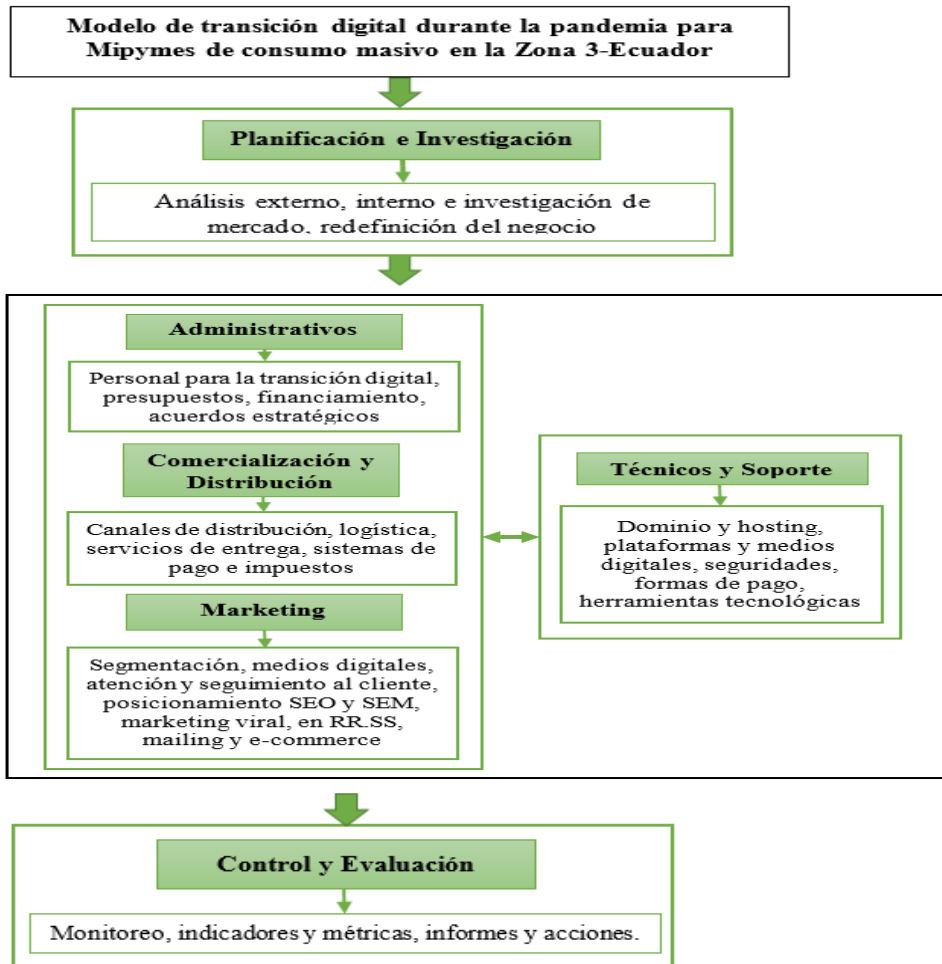 Modelo de transición digital durante la pandemia para
Mipymes de consumo masivo en la Zona 3-Ecuador
Planificación e Investigación
Análisis externo, interno e investigación de
mercado, redefinición del negocio
Administrativos
Personal para la transición digital,
presupuestos, financiamiento,
acuerdos estratégicos
Comercialización y
Distribución
Canales de distribución, logística,
servicios de entrega, sistemas de
pago e impuestos
Marketing
Segmentación, medios digitales,
atención y seguimiento al cliente,
posicionamiento SEO y SEM,
marketing viral, en RR.SS,
mailing y e-commerce
Técnicos y Soporte
Dominio y hosting,
plataformas y medios
digitales, seguridades,
formas de pago,
herramientas tecnológicas
Control y Evaluación
Monitoreo, indicadores y métricas, informes y acciones.